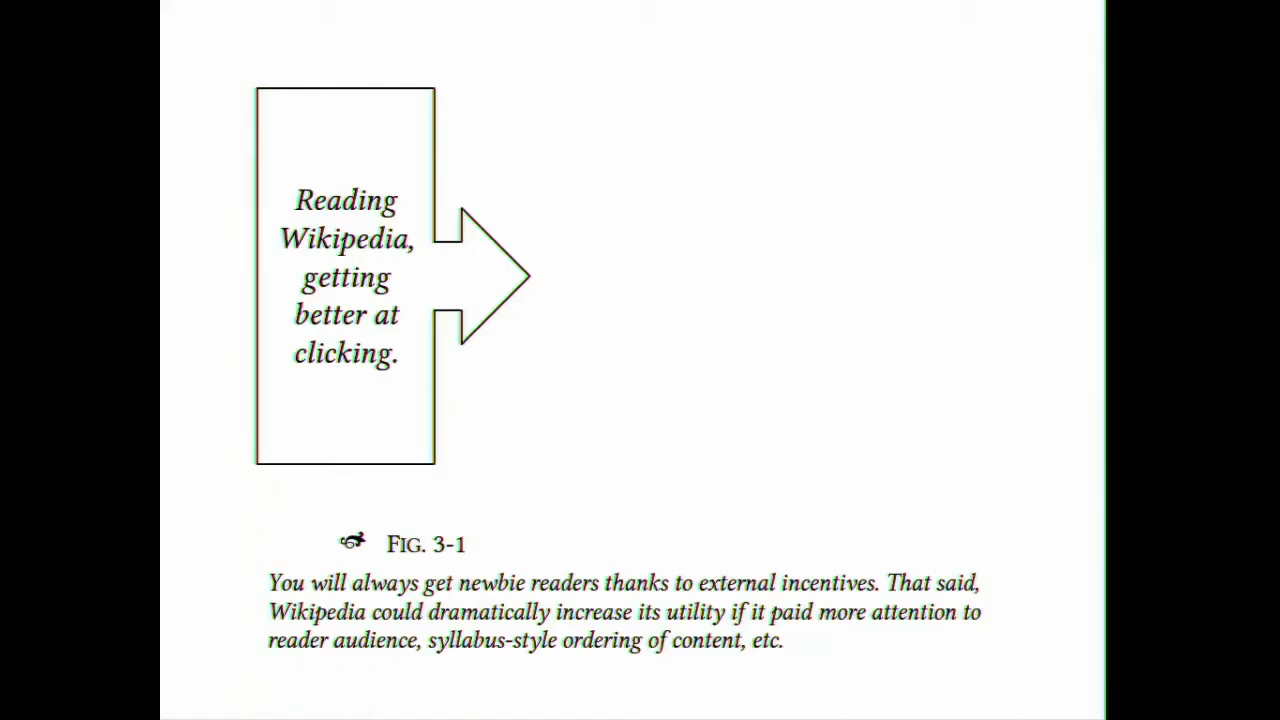 Reading
Wikipedia,
getting
better at
clicking.
FIG. 3-1
You will always get newbie readers thanks to external incentives. That said,
Wikipedia could dramatically increase its utility if it paid more attention to
reader audience, syllabus-style ordering of content, etc.